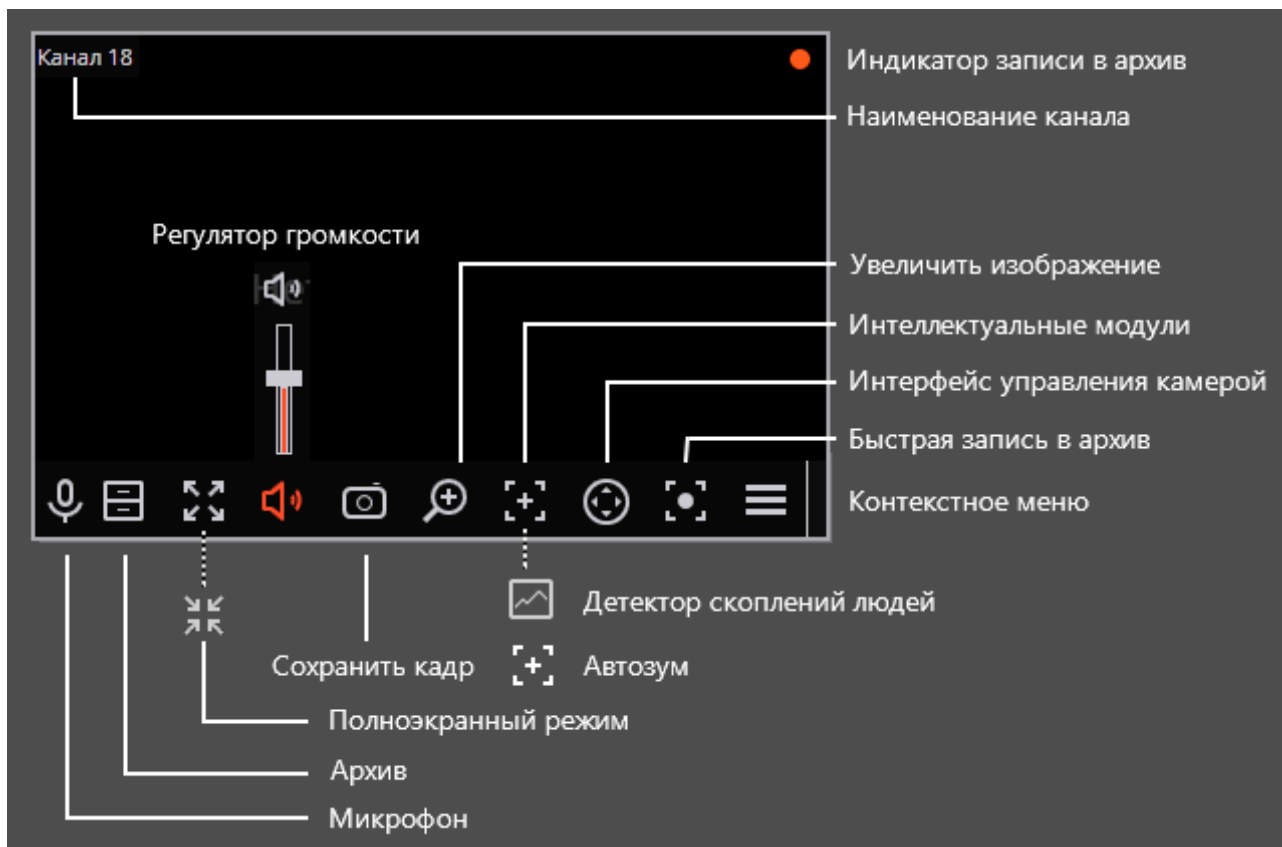 Канал 18
Индикатор записи в архив
Наименование канала
Регулятор громкости
Увеличить изображение
Интеллектуальные модули
Интерфейс управления камерой
Быстрая запись в архив
Контекстное меню
Детектор скоплений людей
Сохранить кадр
Автозум
Полноэкранный режим
Архив
Микрофон